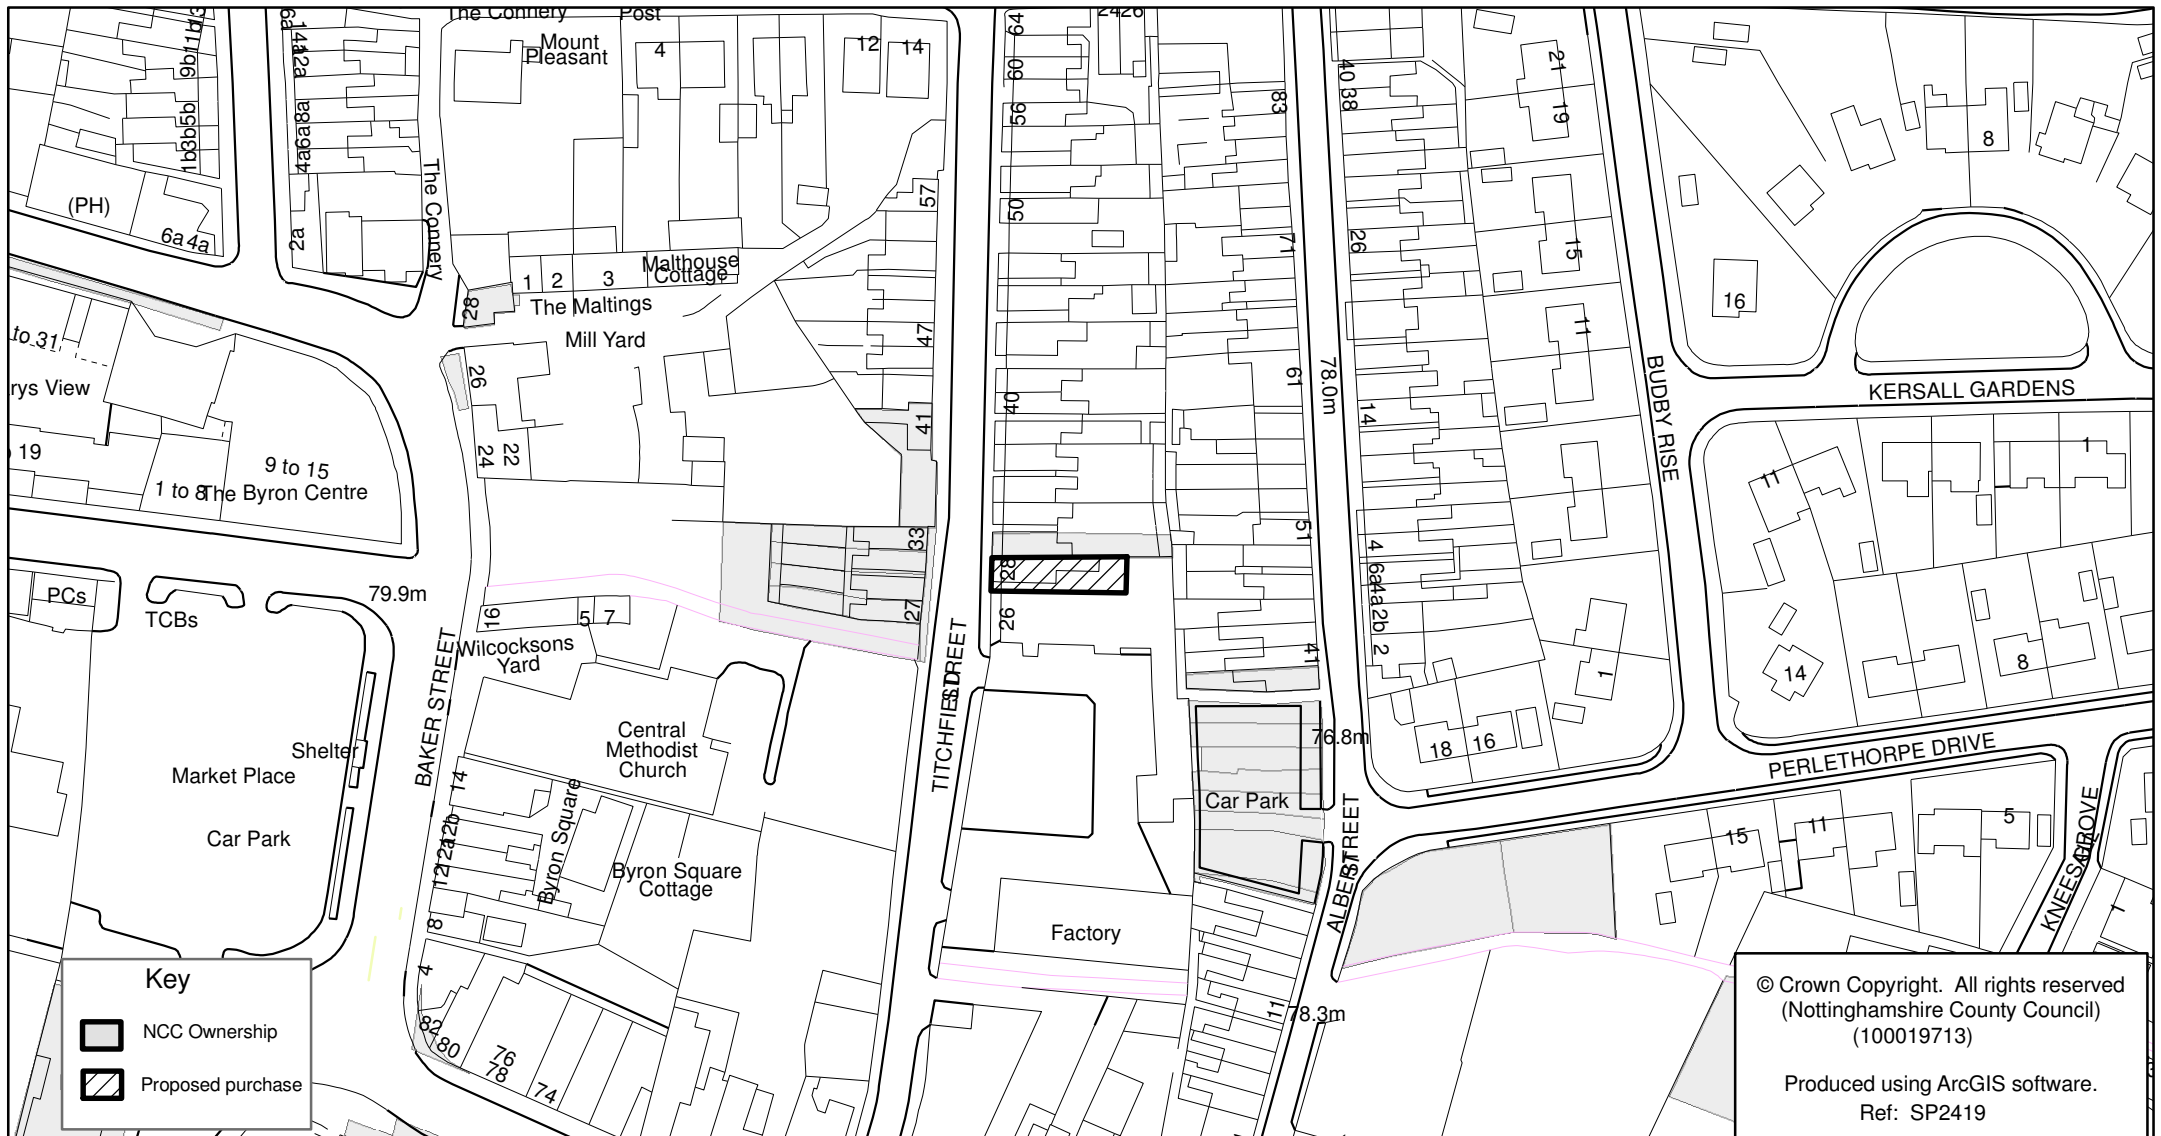 The Connery
Post
2426
64
Mount
Pleasant
4
12
14
60
56
50
40
28
26
9b11b13
1b3b5b
6a
14a
12a
4a6a8a
2a
(PH)
6a
4a
The Connery
28
1
2
3
Malthouse
Cottage
The Maltings
Mill Yard
57
47
41
33
27
83
71
61
51
41
40
38
26
14
4
6a4a2b
2
78.0m
21
19
15
11
1
18
16
BUDBY RISE
8
16
KERSALL GARDENS
11
1
14
8
PERLETHORPE DRIVE
15
11
5
KNEESALL
GROVE
1
to 31
rys View
19
9 to 15
1 to 8
The Byron Centre
26
24
22
PCs
TCBs
79.9m
16
5
7
Wilcocksons
Yard
BAKER STREET
TITCHFIELD
STREET
Shelter
Market Place
Car Park
Central
Methodist
Church
14
12a2b
12
8
4
Byron Square
Byron Square
Cottage
Car Park
76.8m
ALBERT
STREET
Factory
11
78.3m
82
80
76
78
74
Key
NCC Ownership
Proposed purchase
© Crown Copyright. All rights reserved
(Nottinghamshire County Council)
(100019713)
Produced using ArcGIS software.
Ref: SP2419